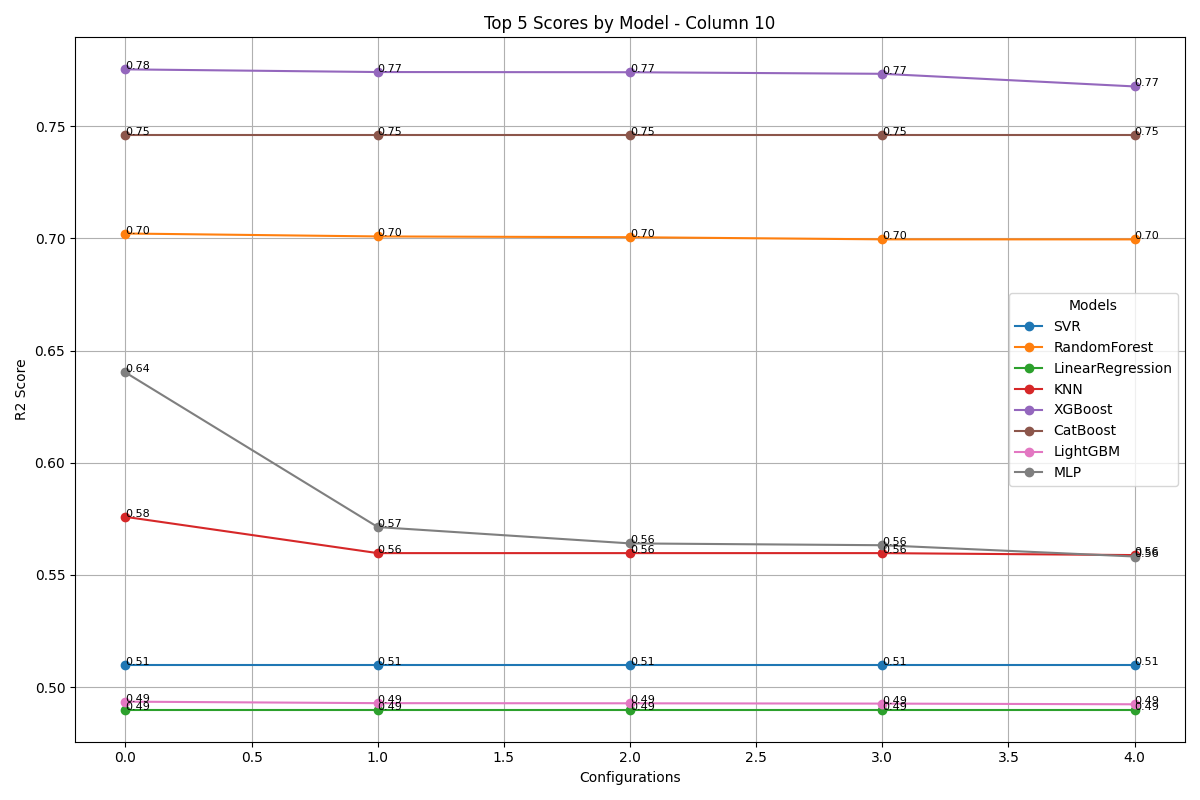 Top 5 Scores by Model - Column 10
0.78 0.77 0.77 0.77 0.77
0.75 0.75 0.75 0.75 0.75
0.70 0.70 0.70 0.70 0.70
0.64
0.58 0.57 0.56 0.56 0.56
0.56 0.56 0.56 0.56
0.51 0.51 0.51 0.51 0.51
0.49 0.49 0.49 0.49 0.49
0.49 0.49 0.49 0.49 0.49
0.75
0.70
0.65
0.60
0.55
0.50
R2 Score
Models
SVR
RandomForest
LinearRegression
KNN
XGBoost
CatBoost
LightGBM
MLP
0.0 0.5 1.0 1.5 2.0 2.5 3.0 3.5 4.0
Configurations